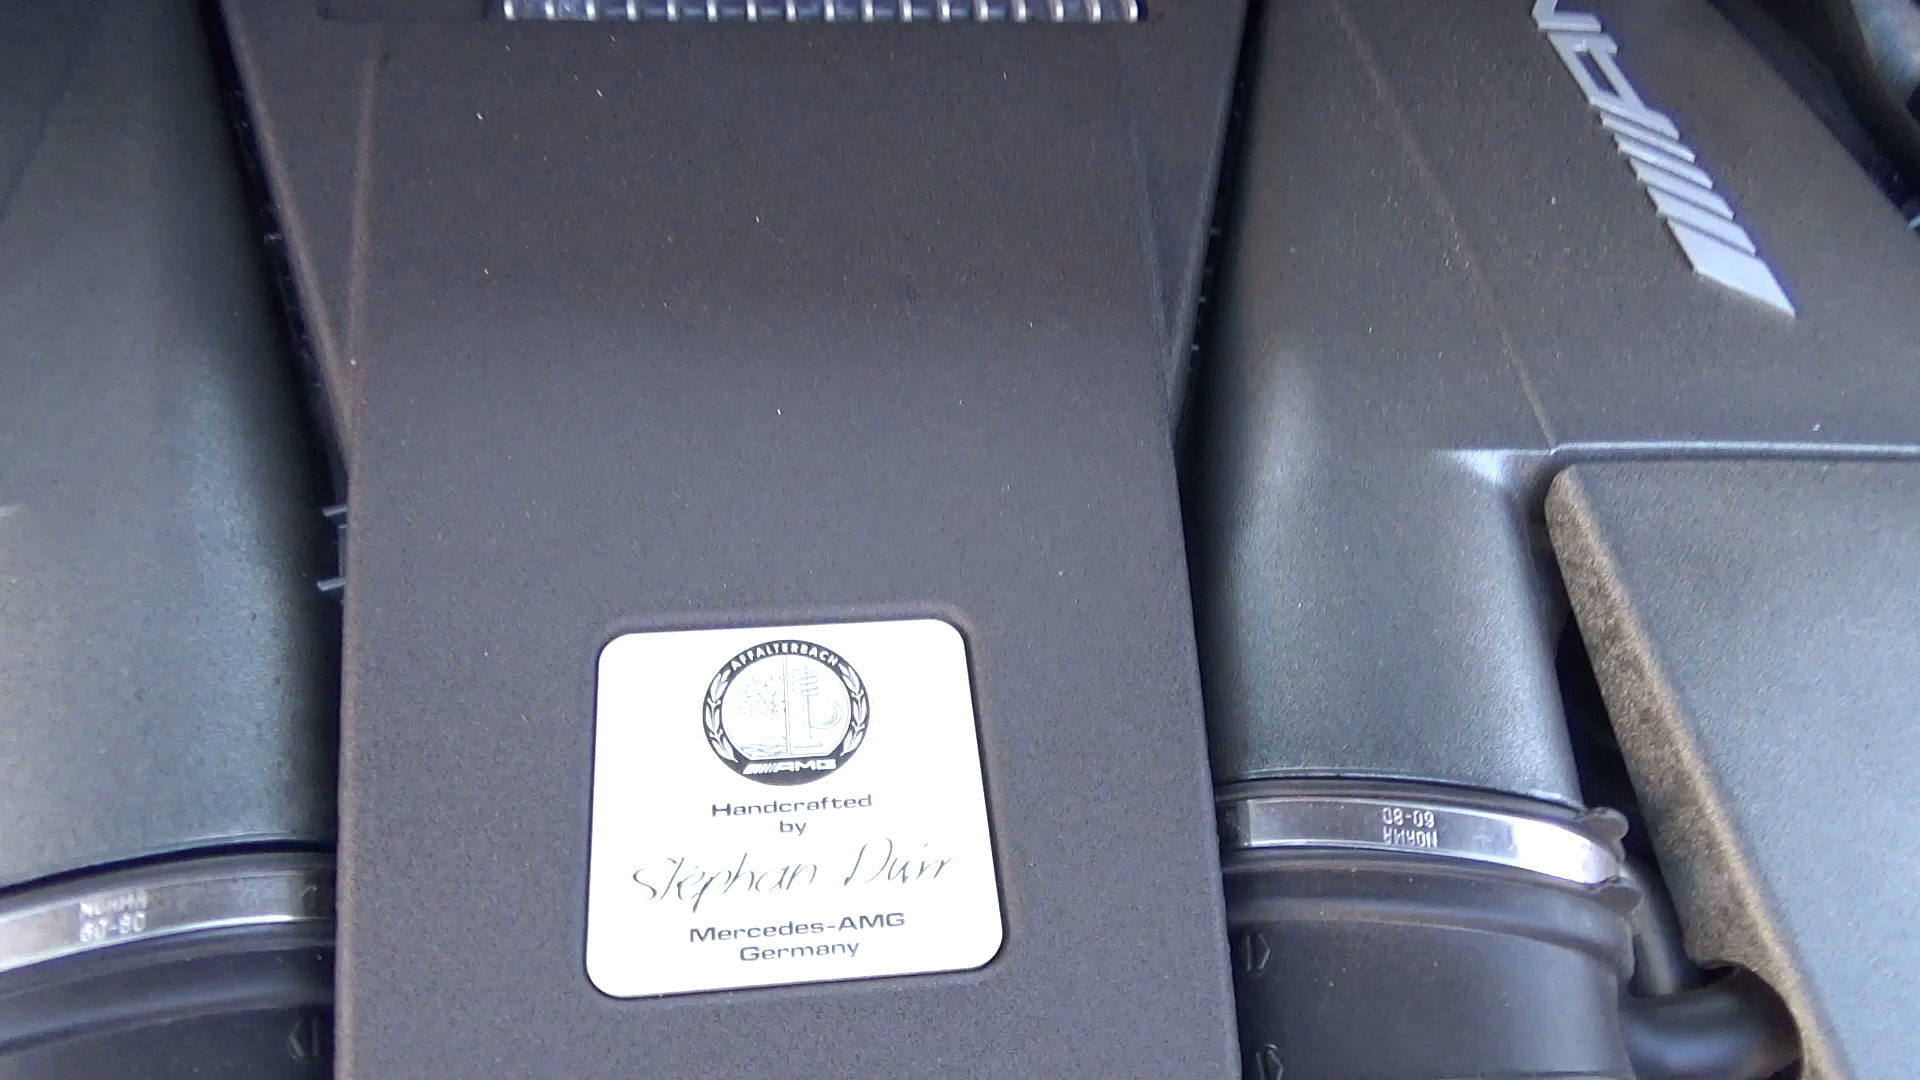 AMG
AFFALTERBACH
AMG
Handcrafted
by
Stephan Dürr
Mercedes-AMG
Germany
NORMA
60-80
NORMA
60-80